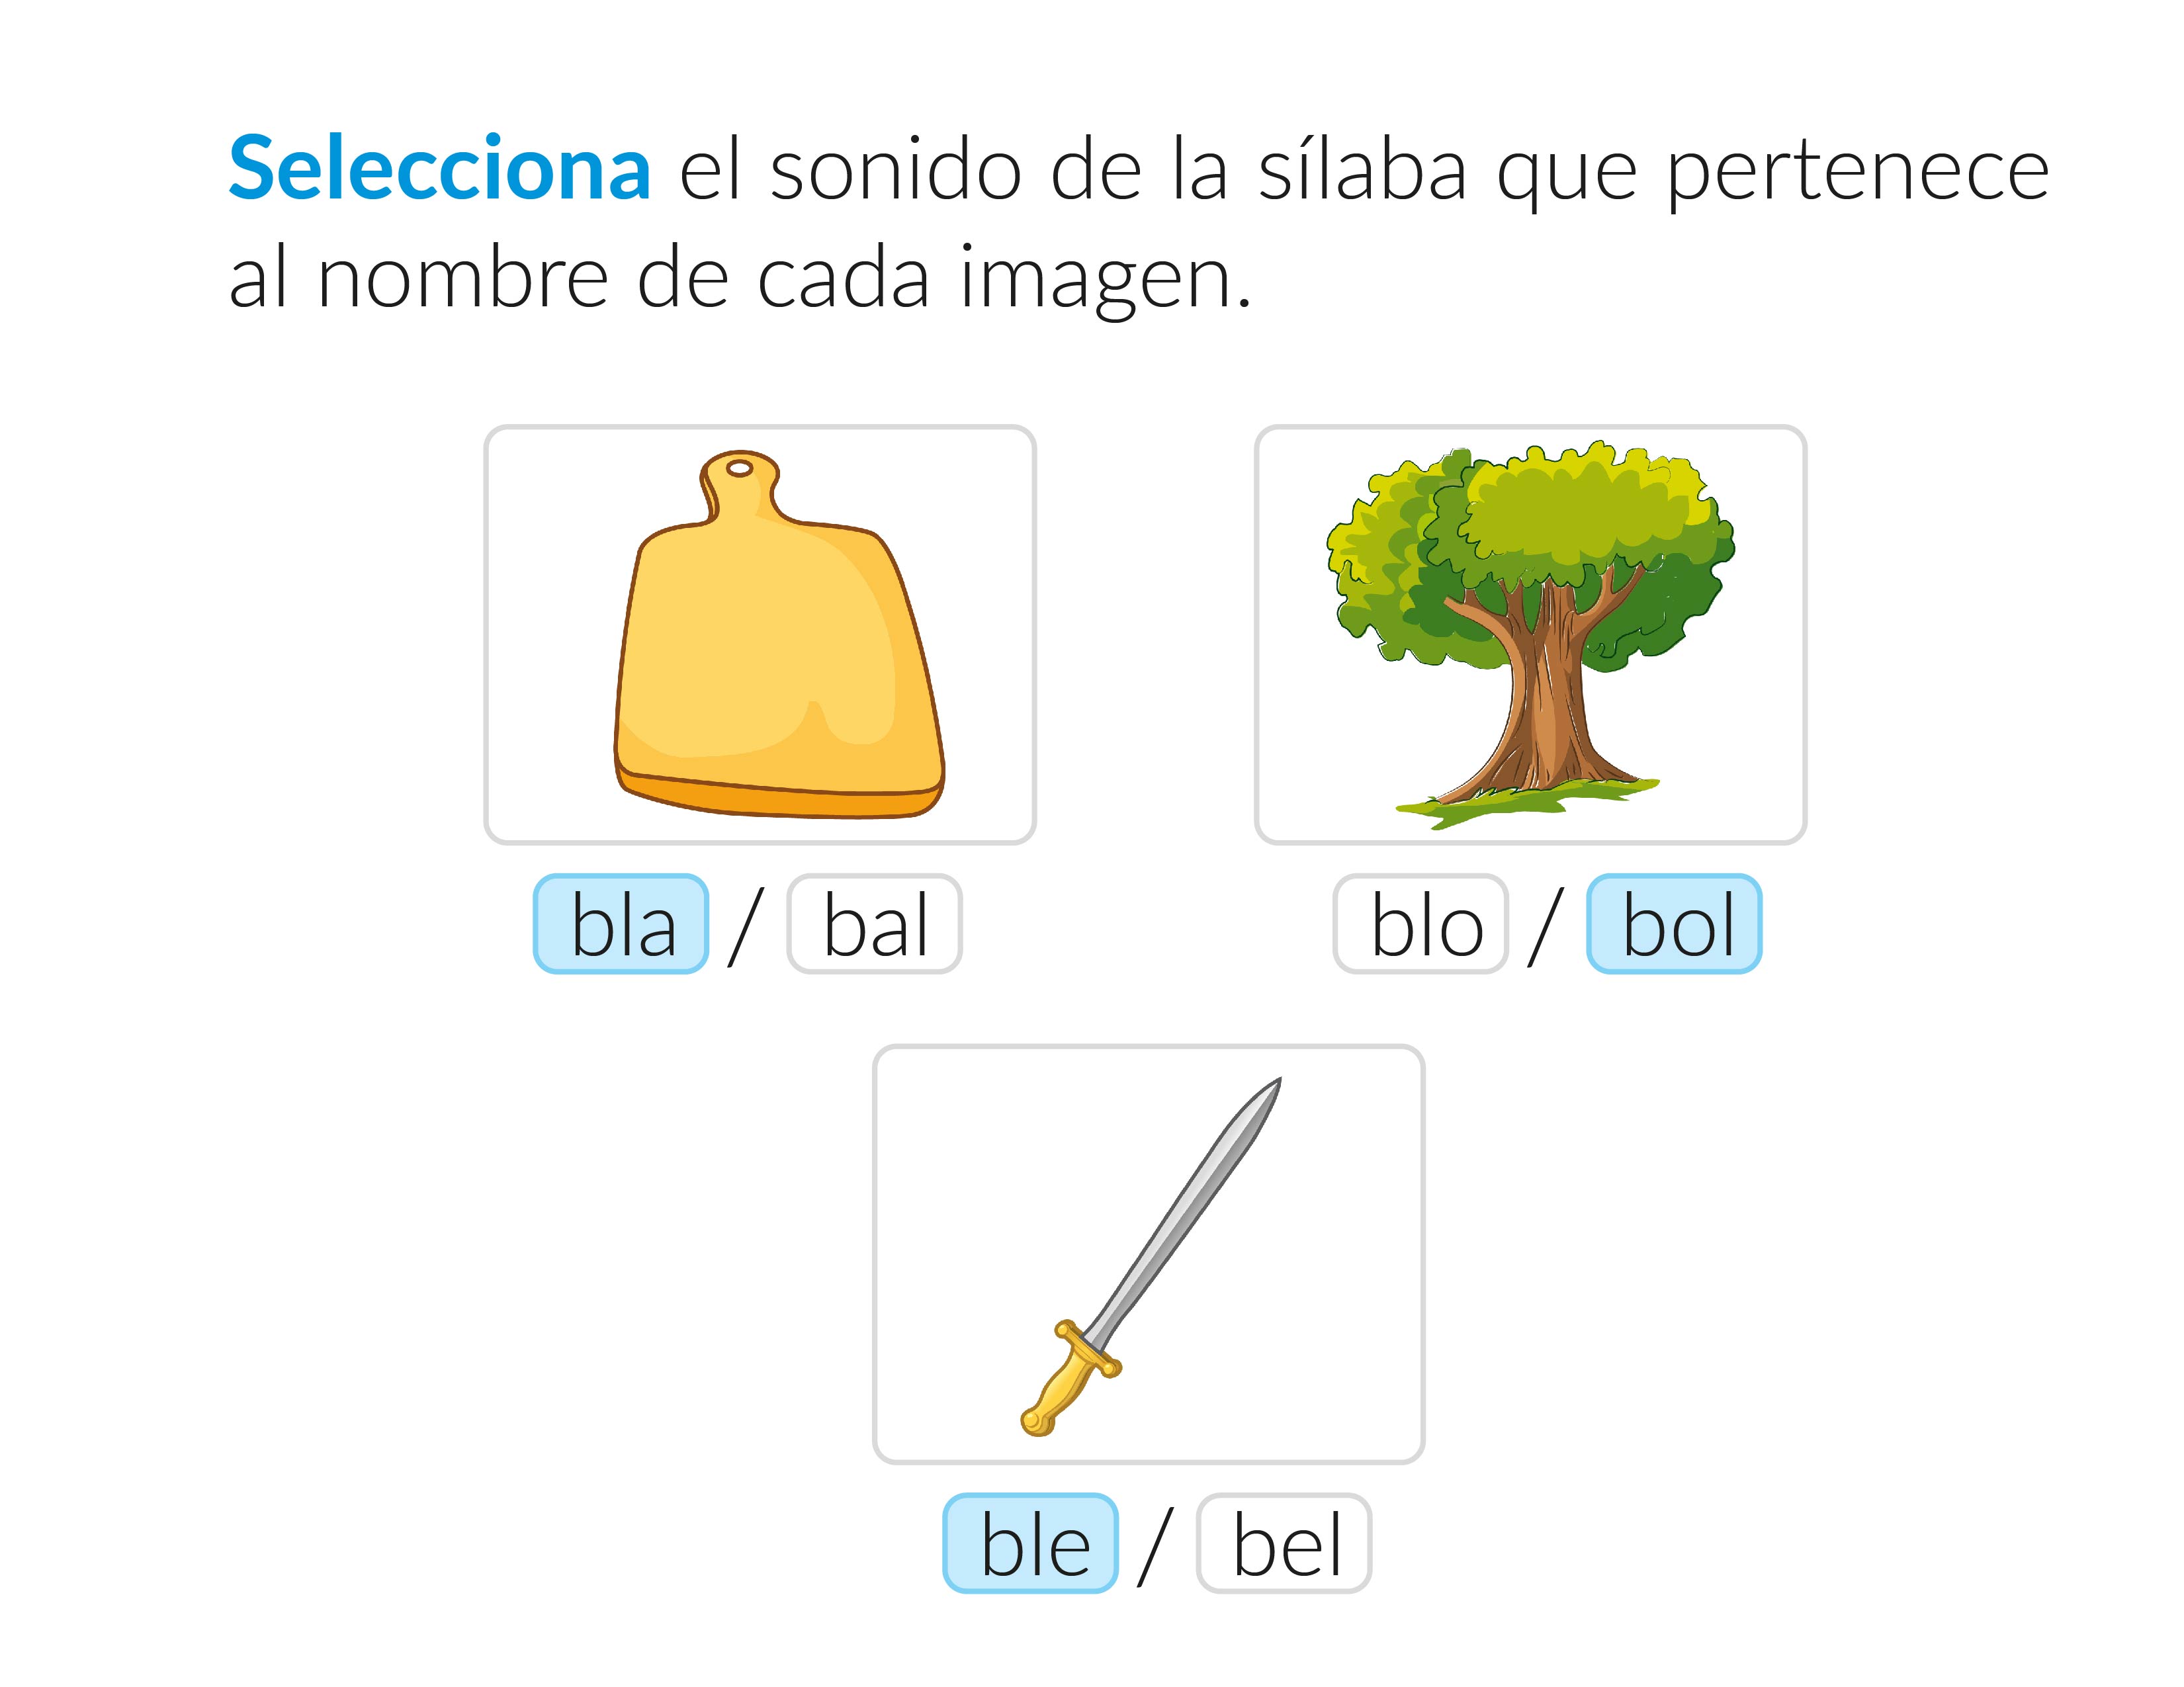 Selecciona el sonido de la sílaba que pertenece
al nombre de cada imagen.
bla / bal
blo / bol
ble / bel